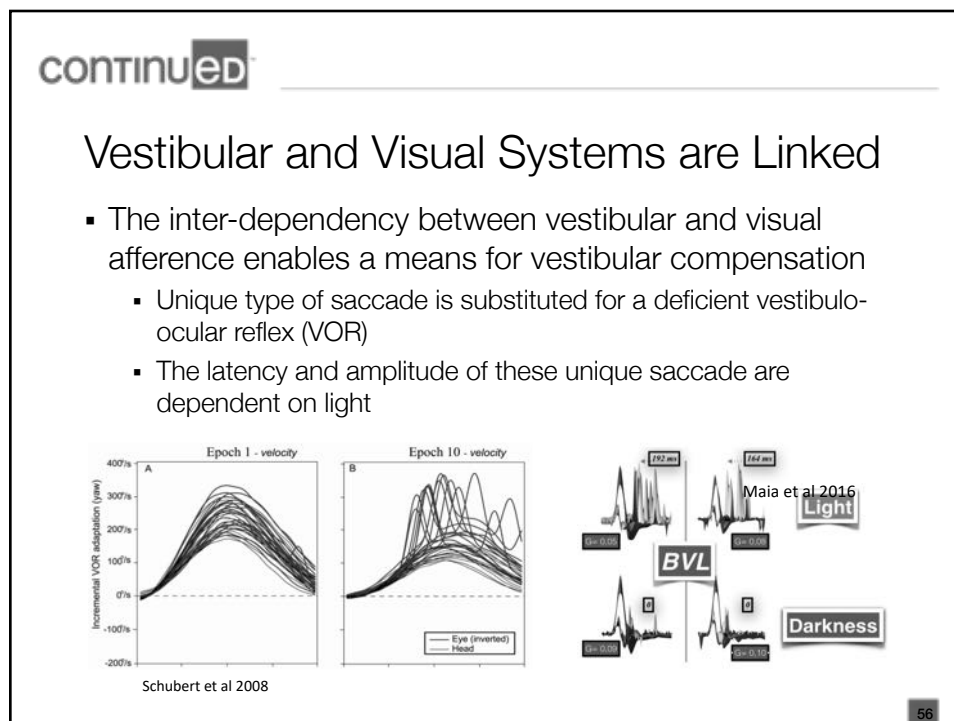 continued
Vestibular and Visual Systems are Linked
▪ The inter-dependency between vestibular and visual
afference enables a means for vestibular compensation
▪ Unique type of saccade is substituted for a deficient vestibulo-
ocular reflex (VOR)
▪ The latency and amplitude of these unique saccade are
dependent on light
Epoch 1 - velocity
Epoch 10 - velocity
A
B
Incremental VOR adaptation (yaw)
400°/s
300°/s
200°/s
100°/s
0°/s
-100°/s
-200°/s
Eye (inverted)
Head
Schubert et al 2008
192 ms
164 ms
Maia et al 2016
Light
G= 0,05
G= 0,08
BVL
0
0
Darkness
G= 0,09
G= 0,10
56